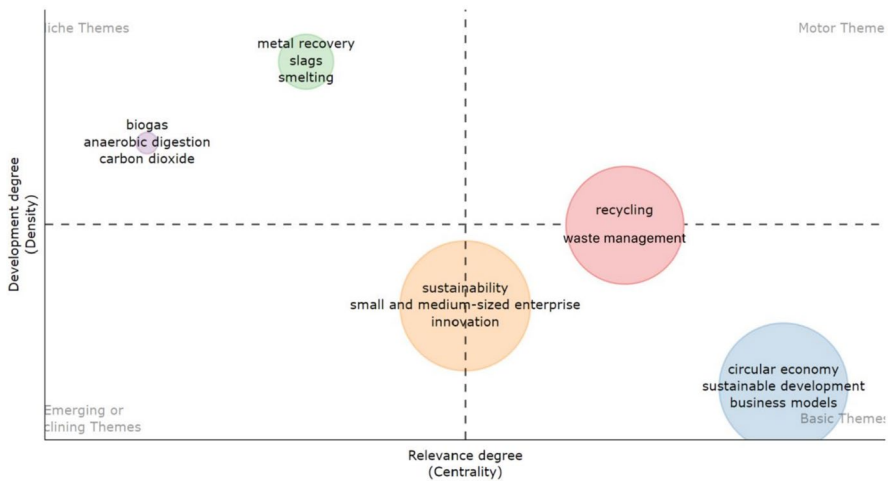 liche Themes
Motor Theme
metal recovery
slags
smelting
biogas
anaerobic digestion
carbon dioxide
recycling
waste management
Development degree
(Density)
sustainability
small and medium-sized enterprise
innovation
circular economy
sustainable development
business models
Emerging or
clining Themes
Basic Themes
Relevance degree
(Centrality)